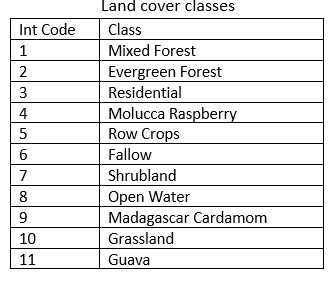 Land cover classes
Int Code Class
1 Mixed Forest
2 Evergreen Forest
3 Residential
4 Molucca Raspberry
5 Row Crops
6 Fallow
7 Shrubland
8 Open Water
9 Madagascar Cardamom
10 Grassland
11 Guava